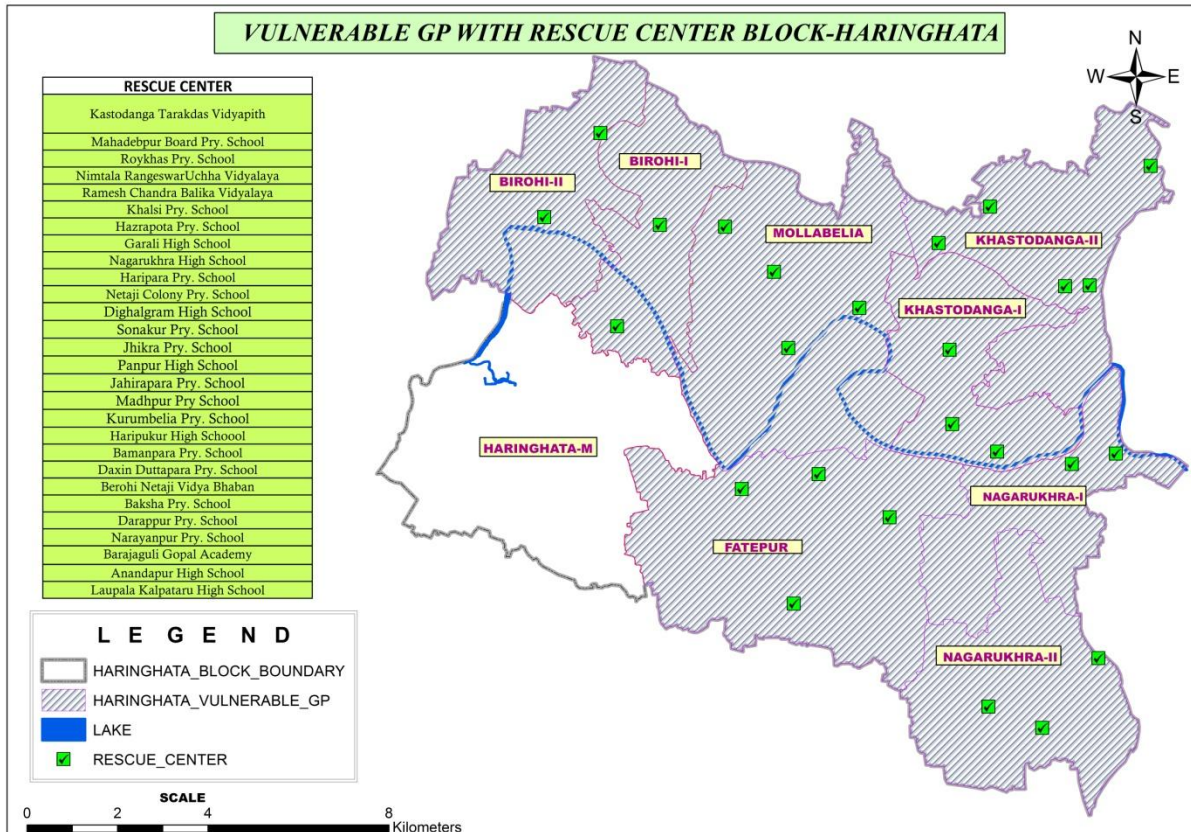 VULNERABLE GP WITH RESCUE CENTER BLOCK-HARINGHATA
N
W
E
S
RESCUE CENTER
Kastodanga Tarakdas Vidyapith
Mahadebpur Board Pry. School
Roykhas Pry. School
Nimtala RangeswarUchha Vidyalaya
Ramesh Chandra Balika Vidyalaya
Khalsi Pry. School
Hazrapota Pry. School
Garali High School
Nagarukhra High School
Haripara Pry. School
Netaji Colony Pry. School
Dighalgram High School
Sonakur Pry. School
Jhikra Pry. School
Panpur High School
Jahirapara Pry. School
Madhpur Pry School
Kurumbelia Pry. School
Haripukur High Schoool
Bamanpara Pry. School
Daxin Duttapara Pry. School
Berohi Netaji Vidya Bhaban
Baksha Pry. School
Darappur Pry. School
Narayanpur Pry. School
Barajaguli Gopal Academy
Anandapur High School
Laupala Kalpataru High School
BIROHI-I
BIROHI-II
MOLLABELIA
KHASTODANGA-II
KHASTODANGA-I
HARINGHATA-M
NAGARUKHRA-I
FATEPUR
NAGARUKHRA-II
LEGEND
HARINGHATA_BLOCK_BOUNDARY
HARINGHATA_VULNERABLE_GP
LAKE
RESCUE_CENTER
SCALE
0 2 4 8
Kilometers